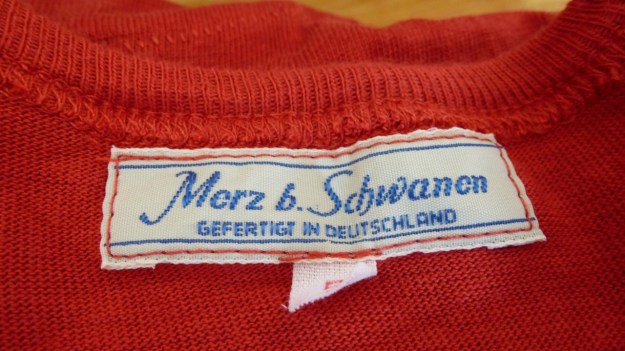 Merz b. Schwanen
GEFERTIGT IN DEUTSCHLAND